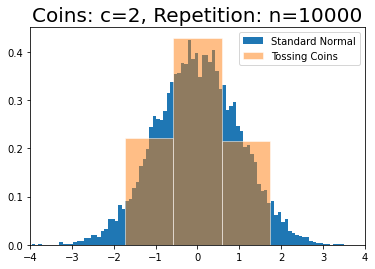 Coins: c=2, Repetition: n=10000
Standard Normal
Tossing Coins
0.4
0.3
0.2
0.1
0.0
−4 −3 −2 −1 0 1 2 3 4